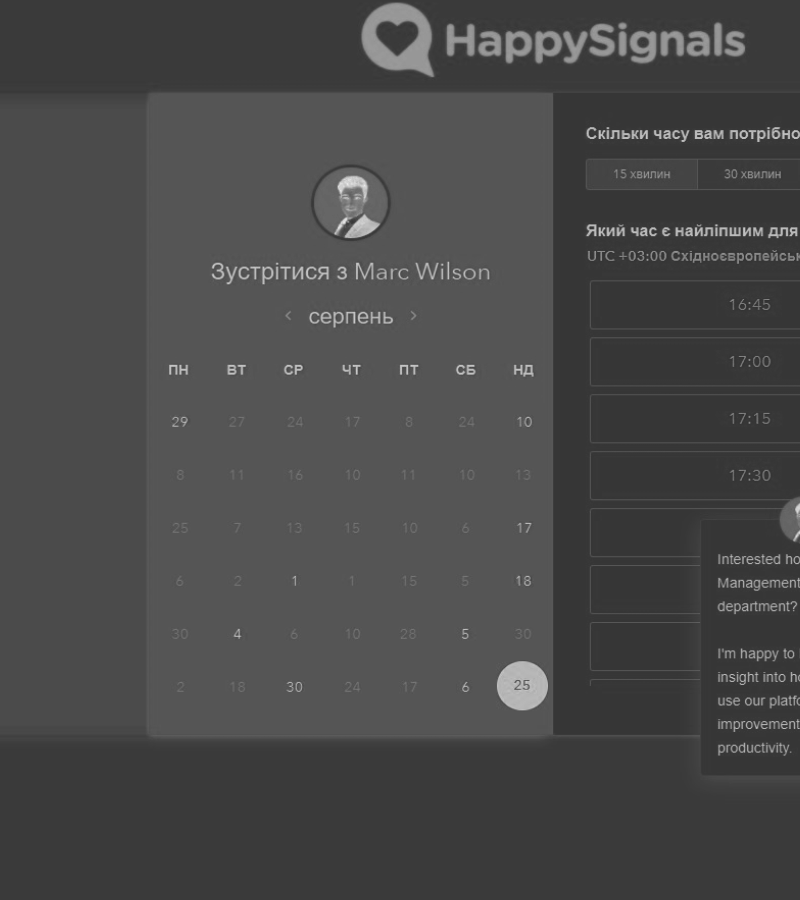 HappySignals
Зустрітися з Marc Wilson
‹ серпень ›
ПН ВТ СР ЧТ ПТ СБ НД
29 27 24 17 8 24 10
8 11 16 10 11 10 13
25 7 13 15 10 6 17
6 2 1 1 15 5 18
30 4 6 10 28 5 30
2 18 30 24 17 6 25
Скільки часу вам потрібно
15 хвилин 30 хвилин
Який час є найліпшим для
UTC +03:00 Східноєвропейськ
16:45
17:00
17:15
17:30
Interested ho
Management
department?
I'm happy to
insight into ho
use our platfo
improvement
productivity.